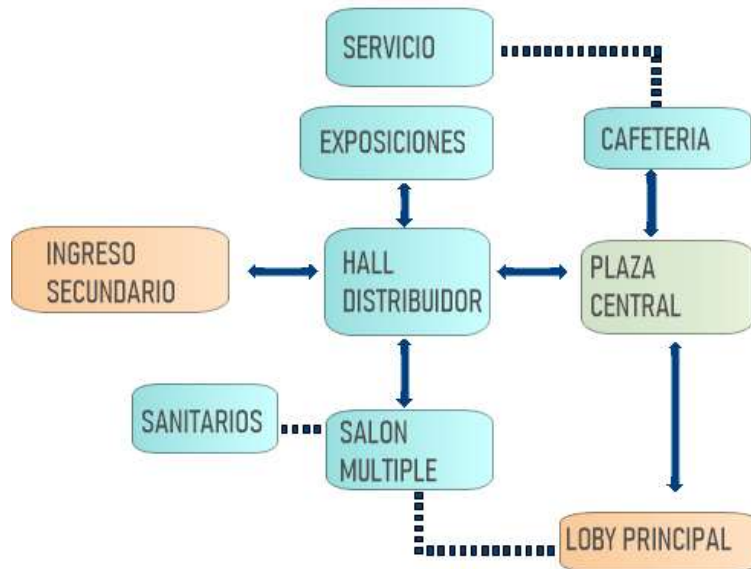 SERVICIO
EXPOSICIONES
CAFETERIA
INGRESO
SECUNDARIO
HALL
DISTRIBUIDOR
PLAZA
CENTRAL
SANITARIOS
SALON
MULTIPLE
LOBY PRINCIPAL